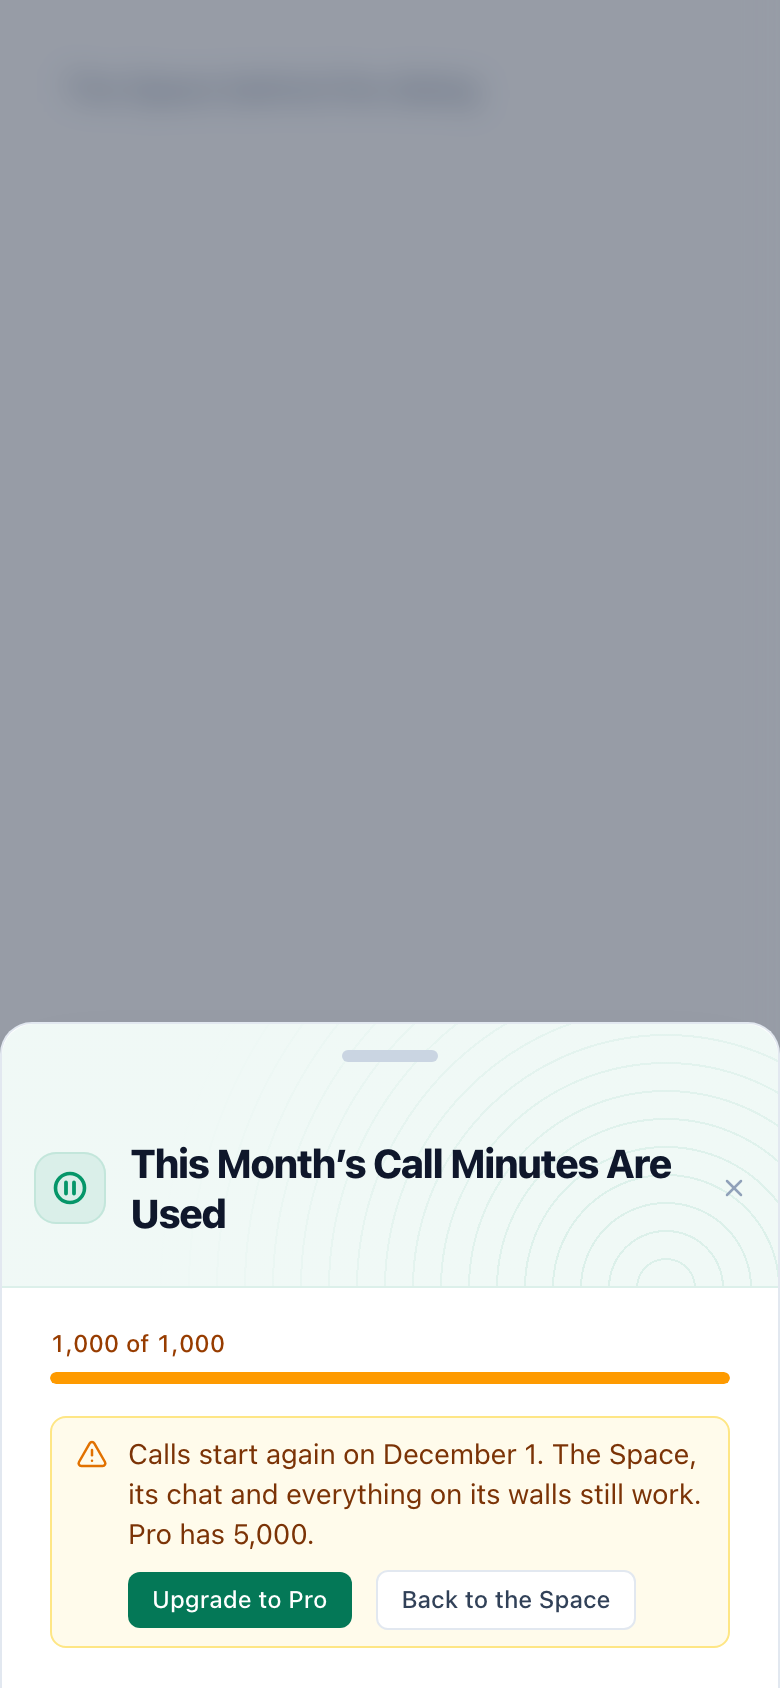 This Month’s Call Minutes Are
Used
1,000 of 1,000
Calls start again on December 1. The Space,
its chat and everything on its walls still work.
Pro has 5,000.
Upgrade to Pro
Back to the Space